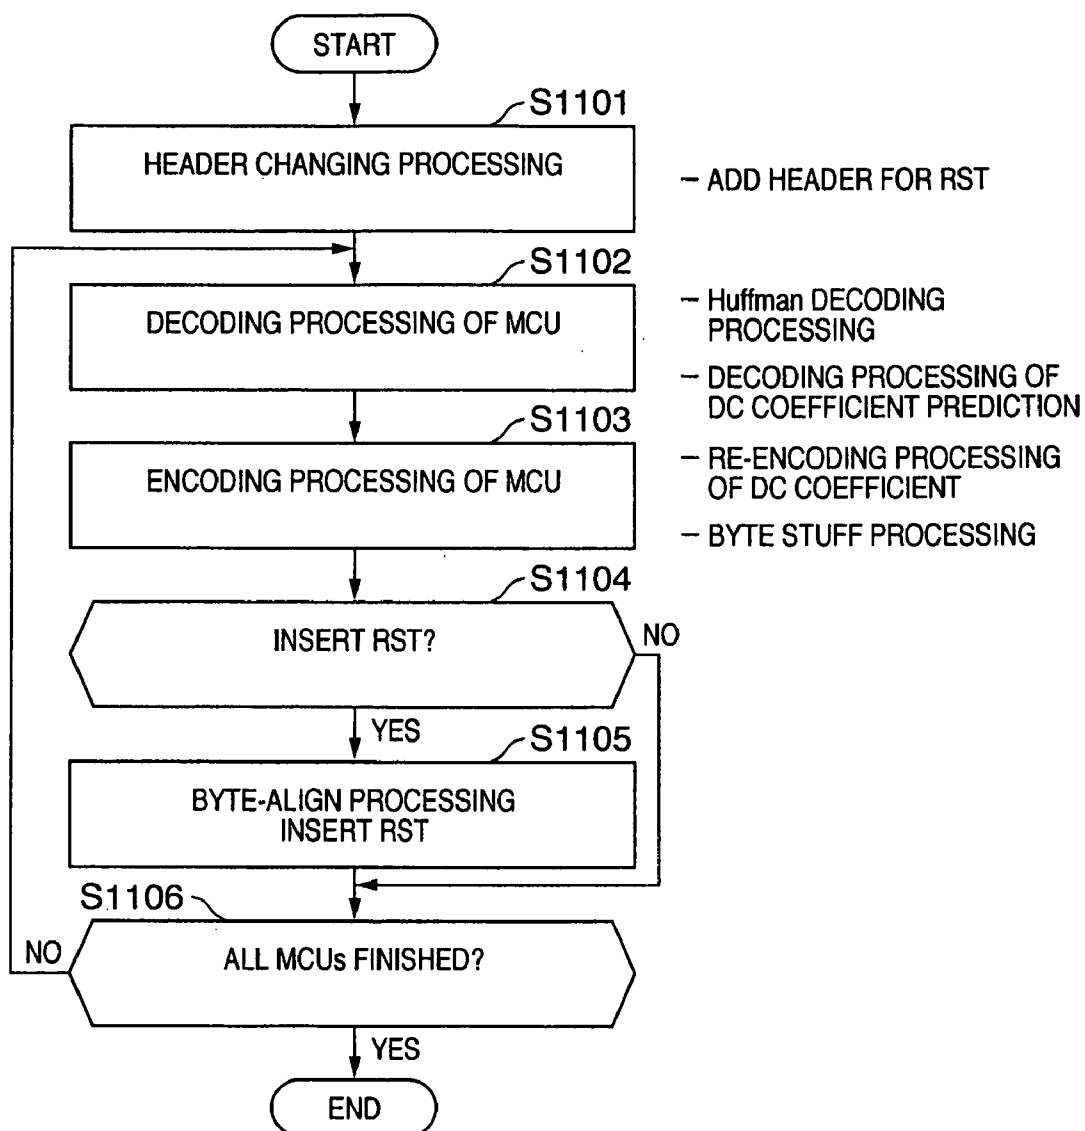 START
S1101
HEADER CHANGING PROCESSING
– ADD HEADER FOR RST
S1102
DECODING PROCESSING OF MCU
– Huffman DECODING
PROCESSING
– DECODING PROCESSING OF
DC COEFFICIENT PREDICTION
S1103
ENCODING PROCESSING OF MCU
– RE-ENCODING PROCESSING
OF DC COEFFICIENT
– BYTE STUFF PROCESSING
S1104
INSERT RST?
NO
YES
S1105
BYTE-ALIGN PROCESSING
INSERT RST
S1106
NO
ALL MCUs FINISHED?
YES
END